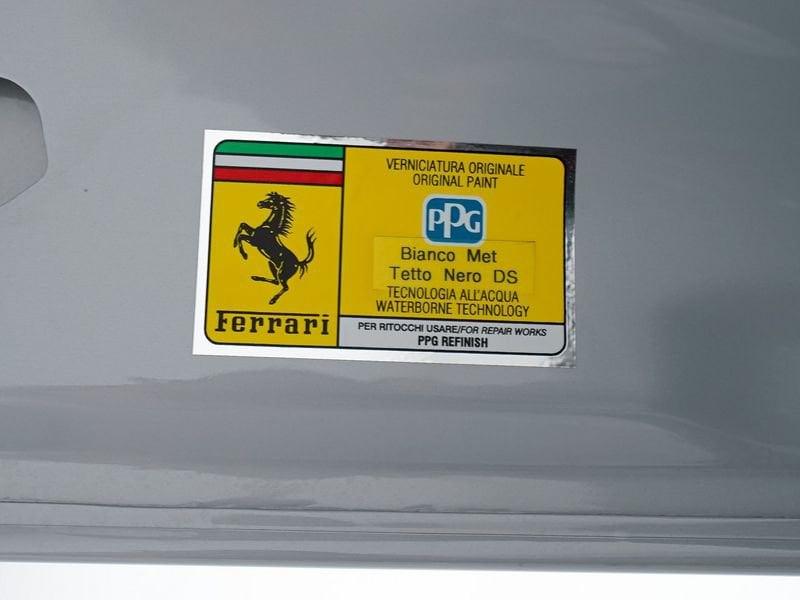 VERNICIATURA ORIGINALE
ORIGINAL PAINT
PPG
Bianco Met
Tetto Nero DS
TECNOLOGIA ALL'ACQUA
WATERBORNE TECHNOLOGY
Ferrari
PER RITOCCHI USARE/FOR REPAIR WORKS
PPG REFINISH